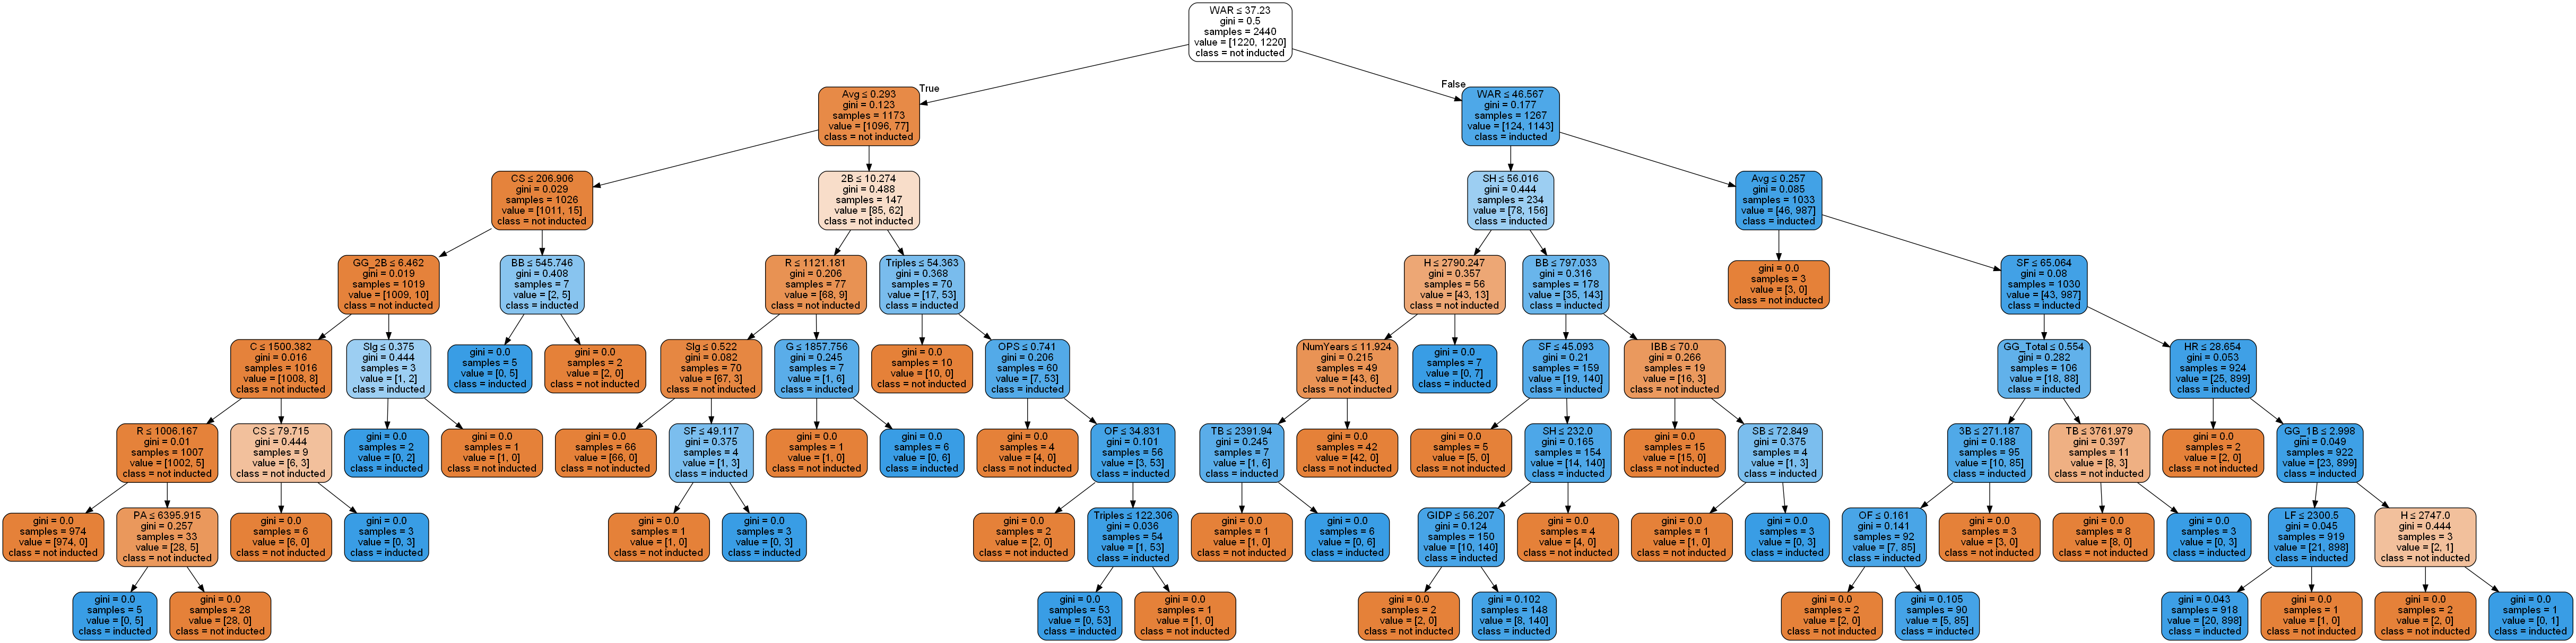 WAR ≤ 37.23
gini = 0.5
samples = 2440
value = [1220, 1220]
class = not inducted
True
False
Avg ≤ 0.293
gini = 0.123
samples = 1173
value = [1096, 77]
class = not inducted
WAR ≤ 46.567
gini = 0.177
samples = 1267
value = [124, 1143]
class = inducted
CS ≤ 206.906
gini = 0.029
samples = 1026
value = [1011, 15]
class = not inducted
2B ≤ 10.274
gini = 0.488
samples = 147
value = [85, 62]
class = not inducted
SH ≤ 56.016
gini = 0.444
samples = 234
value = [78, 156]
class = inducted
Avg ≤ 0.257
gini = 0.085
samples = 1033
value = [46, 987]
class = inducted
GG_2B ≤ 6.462
gini = 0.019
samples = 1019
value = [1009, 10]
class = not inducted
BB ≤ 545.746
gini = 0.408
samples = 7
value = [2, 5]
class = inducted
R ≤ 1121.181
gini = 0.206
samples = 77
value = [68, 9]
class = not inducted
Triples ≤ 54.363
gini = 0.368
samples = 70
value = [17, 53]
class = inducted
H ≤ 2790.247
gini = 0.357
samples = 56
value = [43, 13]
class = not inducted
BB ≤ 797.033
gini = 0.316
samples = 178
value = [35, 143]
class = inducted
gini = 0.0
samples = 3
value = [3, 0]
class = not inducted
SF ≤ 65.064
gini = 0.08
samples = 1030
value = [43, 987]
class = inducted
C ≤ 1500.382
gini = 0.016
samples = 1016
value = [1008, 8]
class = not inducted
Slg ≤ 0.375
gini = 0.444
samples = 3
value = [1, 2]
class = inducted
gini = 0.0
samples = 5
value = [0, 5]
class = inducted
gini = 0.0
samples = 2
value = [2, 0]
class = not inducted
Slg ≤ 0.522
gini = 0.082
samples = 70
value = [67, 3]
class = not inducted
G ≤ 1857.756
gini = 0.245
samples = 7
value = [1, 6]
class = inducted
gini = 0.0
samples = 10
value = [10, 0]
class = not inducted
OPS ≤ 0.741
gini = 0.206
samples = 60
value = [7, 53]
class = inducted
NumYears ≤ 11.924
gini = 0.215
samples = 49
value = [43, 6]
class = not inducted
gini = 0.0
samples = 7
value = [0, 7]
class = inducted
SF ≤ 45.093
gini = 0.21
samples = 159
value = [19, 140]
class = inducted
IBB ≤ 70.0
gini = 0.266
samples = 19
value = [16, 3]
class = not inducted
GG_Total ≤ 0.554
gini = 0.282
samples = 106
value = [18, 88]
class = inducted
HR ≤ 28.654
gini = 0.053
samples = 924
value = [25, 899]
class = inducted
R ≤ 1006.167
gini = 0.01
samples = 1007
value = [1002, 5]
class = not inducted
CS ≤ 79.715
gini = 0.444
samples = 9
value = [6, 3]
class = not inducted
gini = 0.0
samples = 2
value = [0, 2]
class = inducted
gini = 0.0
samples = 1
value = [1, 0]
class = not inducted
gini = 0.0
samples = 66
value = [66, 0]
class = not inducted
SF ≤ 49.117
gini = 0.375
samples = 4
value = [1, 3]
class = inducted
gini = 0.0
samples = 1
value = [1, 0]
class = not inducted
gini = 0.0
samples = 6
value = [0, 6]
class = inducted
gini = 0.0
samples = 4
value = [4, 0]
class = not inducted
OF ≤ 34.831
gini = 0.101
samples = 56
value = [3, 53]
class = inducted
TB ≤ 2391.94
gini = 0.245
samples = 7
value = [1, 6]
class = inducted
gini = 0.0
samples = 42
value = [42, 0]
class = not inducted
gini = 0.0
samples = 5
value = [5, 0]
class = not inducted
SH ≤ 232.0
gini = 0.165
samples = 154
value = [14, 140]
class = inducted
gini = 0.0
samples = 15
value = [15, 0]
class = not inducted
SB ≤ 72.849
gini = 0.375
samples = 4
value = [1, 3]
class = inducted
3B ≤ 271.187
gini = 0.188
samples = 95
value = [10, 85]
class = inducted
TB ≤ 3761.979
gini = 0.397
samples = 11
value = [8, 3]
class = not inducted
gini = 0.0
samples = 2
value = [2, 0]
class = not inducted
GG_1B ≤ 2.998
gini = 0.049
samples = 922
value = [23, 899]
class = inducted
gini = 0.0
samples = 974
value = [974, 0]
class = not inducted
PA ≤ 6395.915
gini = 0.257
samples = 33
value = [28, 5]
class = not inducted
gini = 0.0
samples = 6
value = [6, 0]
class = not inducted
gini = 0.0
samples = 3
value = [0, 3]
class = inducted
gini = 0.0
samples = 1
value = [1, 0]
class = not inducted
gini = 0.0
samples = 3
value = [0, 3]
class = inducted
gini = 0.0
samples = 2
value = [2, 0]
class = not inducted
Triples ≤ 122.306
gini = 0.036
samples = 54
value = [1, 53]
class = inducted
gini = 0.0
samples = 1
value = [1, 0]
class = not inducted
gini = 0.0
samples = 6
value = [0, 6]
class = inducted
GIDP ≤ 56.207
gini = 0.124
samples = 150
value = [10, 140]
class = inducted
gini = 0.0
samples = 4
value = [4, 0]
class = not inducted
gini = 0.0
samples = 1
value = [1, 0]
class = not inducted
gini = 0.0
samples = 3
value = [0, 3]
class = inducted
OF ≤ 0.161
gini = 0.141
samples = 92
value = [7, 85]
class = inducted
gini = 0.0
samples = 3
value = [3, 0]
class = not inducted
gini = 0.0
samples = 8
value = [8, 0]
class = not inducted
gini = 0.0
samples = 3
value = [0, 3]
class = inducted
LF ≤ 2300.5
gini = 0.045
samples = 919
value = [21, 898]
class = inducted
H ≤ 2747.0
gini = 0.444
samples = 3
value = [2, 1]
class = not inducted
gini = 0.0
samples = 5
value = [0, 5]
class = inducted
gini = 0.0
samples = 28
value = [28, 0]
class = not inducted
gini = 0.0
samples = 53
value = [0, 53]
class = inducted
gini = 0.0
samples = 1
value = [1, 0]
class = not inducted
gini = 0.0
samples = 2
value = [2, 0]
class = not inducted
gini = 0.102
samples = 148
value = [8, 140]
class = inducted
gini = 0.0
samples = 2
value = [2, 0]
class = not inducted
gini = 0.105
samples = 90
value = [5, 85]
class = inducted
gini = 0.043
samples = 918
value = [20, 898]
class = inducted
gini = 0.0
samples = 1
value = [1, 0]
class = not inducted
gini = 0.0
samples = 2
value = [2, 0]
class = not inducted
gini = 0.0
samples = 1
value = [0, 1]
class = inducted